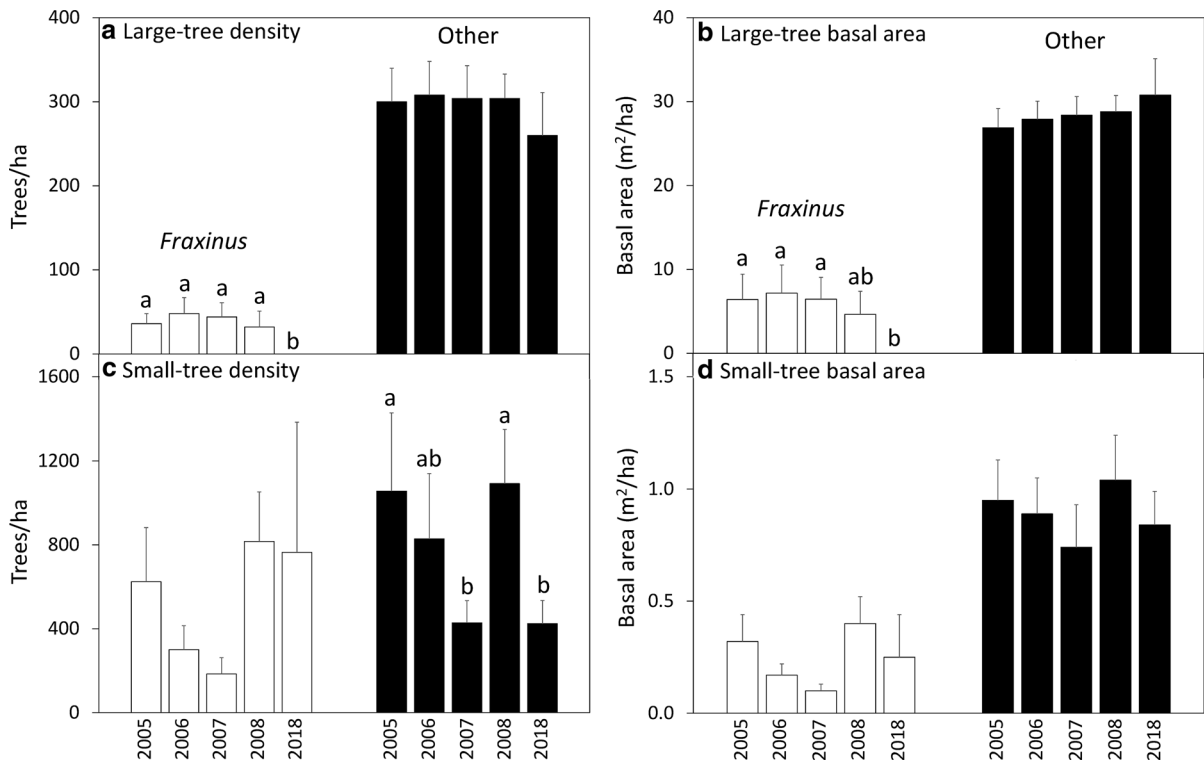 a Large-tree density
Other
Fraxinus
a a a a b
Trees/ha
400
300
200
100
0
b Large-tree basal area
Other
Fraxinus
a a a ab b
Basal area (m²/ha)
40
30
20
10
0
c Small-tree density
a ab b a b
Trees/ha
1600
1200
800
400
0
2005 2006 2007 2008 2018 2005 2006 2007 2008 2018
d Small-tree basal area
Basal area (m²/ha)
1.5
1.0
0.5
0.0
2005 2006 2007 2008 2018 2005 2006 2007 2008 2018